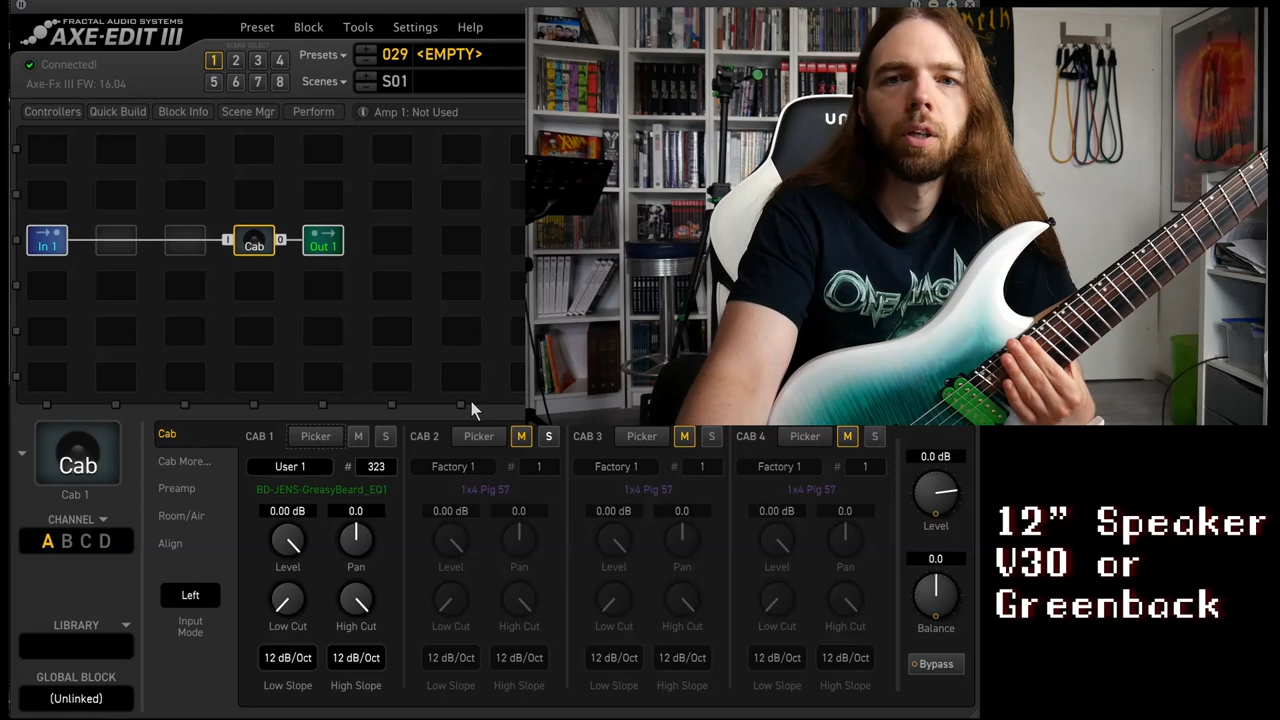 FRACTAL AUDIO SYSTEMS
AXE-EDIT III
Preset Block Tools Settings Help
SCENE SELECT
1 2 3 4
5 6 7 8
Presets 029 <EMPTY>
Scenes S01
Connected!
Axe-Fx III FW: 16.04
Controllers Quick Build Block Info Scene Mgr Perform Amp 1: Not Used
In 1
I Cab O
Out 1
Cab
Cab 1
CHANNEL
A B C D
LIBRARY
GLOBAL BLOCK
(Unlinked)
Cab
Cab More...
Preamp
Room/Air
Align
Left
Input
Mode
CAB 1 Picker M S
User 1 # 323
BD-JENS-GreasyBeard_EQ1
0.00 dB 0.0
Level Pan
Low Cut High Cut
12 dB/Oct 12 dB/Oct
Low Slope High Slope
CAB 2 Picker M S
Factory 1 # 1
1x4 Pig 57
0.00 dB 0.0
Level Pan
Low Cut High Cut
12 dB/Oct 12 dB/Oct
Low Slope High Slope
CAB 3 Picker M S
Factory 1 # 1
1x4 Pig 57
0.00 dB 0.0
Level Pan
Low Cut High Cut
12 dB/Oct 12 dB/Oct
Low Slope High Slope
CAB 4 Picker M S
Factory 1 # 1
1x4 Pig 57
0.00 dB 0.0
Level Pan
Low Cut High Cut
12 dB/Oct 12 dB/Oct
Low Slope High Slope
0.0 dB
Level
0.0
Balance
Bypass
12" Speaker
V30 or
Greenback